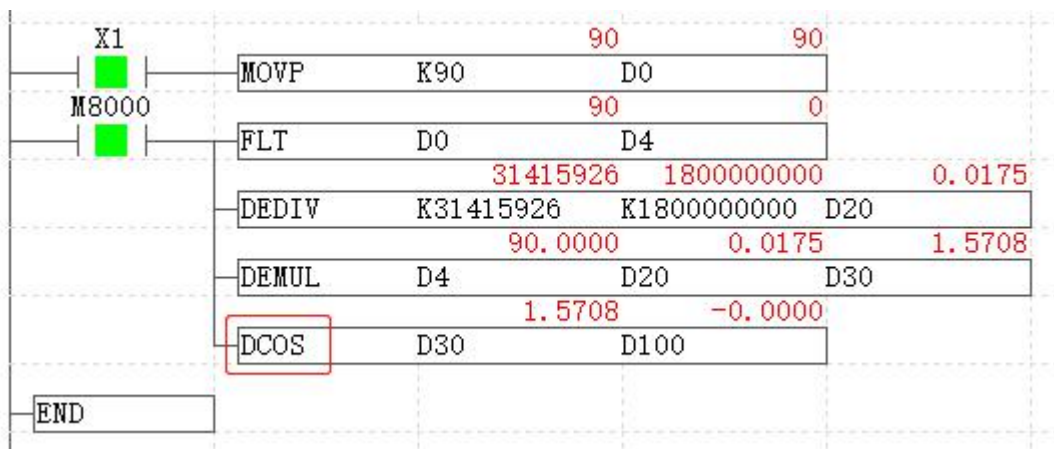 X1 90 90
MOVP K90 D0
M8000 90 0
FLT D0 D4
31415926 1800000000 0.0175
DEDIV K31415926 K1800000000 D20
90.0000 0.0175 1.5708
DEMUL D4 D20 D30
1.5708 -0.0000
DCOS D30 D100
END